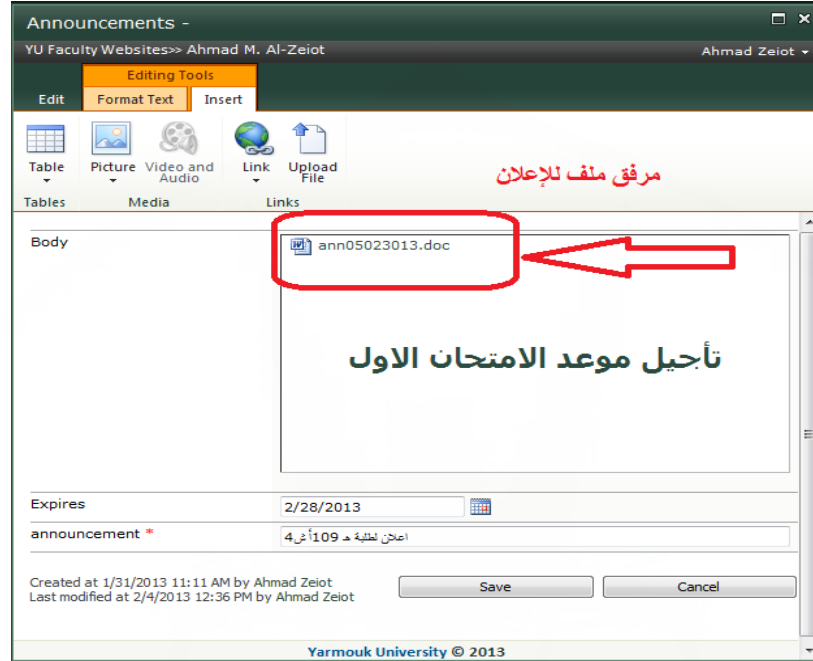 Announcements -
YU Faculty Websites>> Ahmad M. Al-Zeiot
Ahmad Zeiot
Editing Tools
Edit Format Text Insert
Table Picture Video and Audio Link Upload File
مرفق ملف للإعلان
Tables Media Links
Body
ann05023013.doc
تأجيل موعد الامتحان الاول
Expires
2/28/2013
announcement *
اعلان لطلبة مد 109أ ش4
Created at 1/31/2013 11:11 AM by Ahmad Zeiot
Last modified at 2/4/2013 12:36 PM by Ahmad Zeiot
Save
Cancel
Yarmouk University © 2013